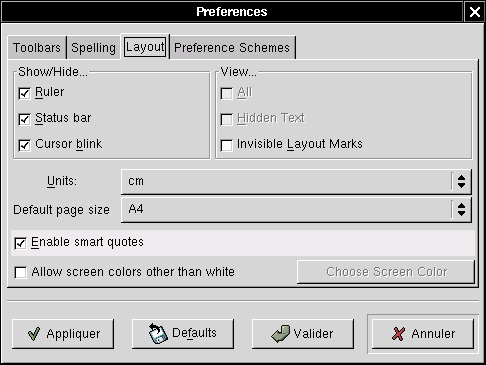 Preferences
Toolbars Spelling Layout Preference Schemes
Show/Hide... View...
Ruler All
Status bar Hidden Text
Cursor blink Invisible Layout Marks
Units: cm
Default page size A4
Enable smart quotes
Allow screen colors other than white Choose Screen Color
Appliquer Defaults Valider Annuler